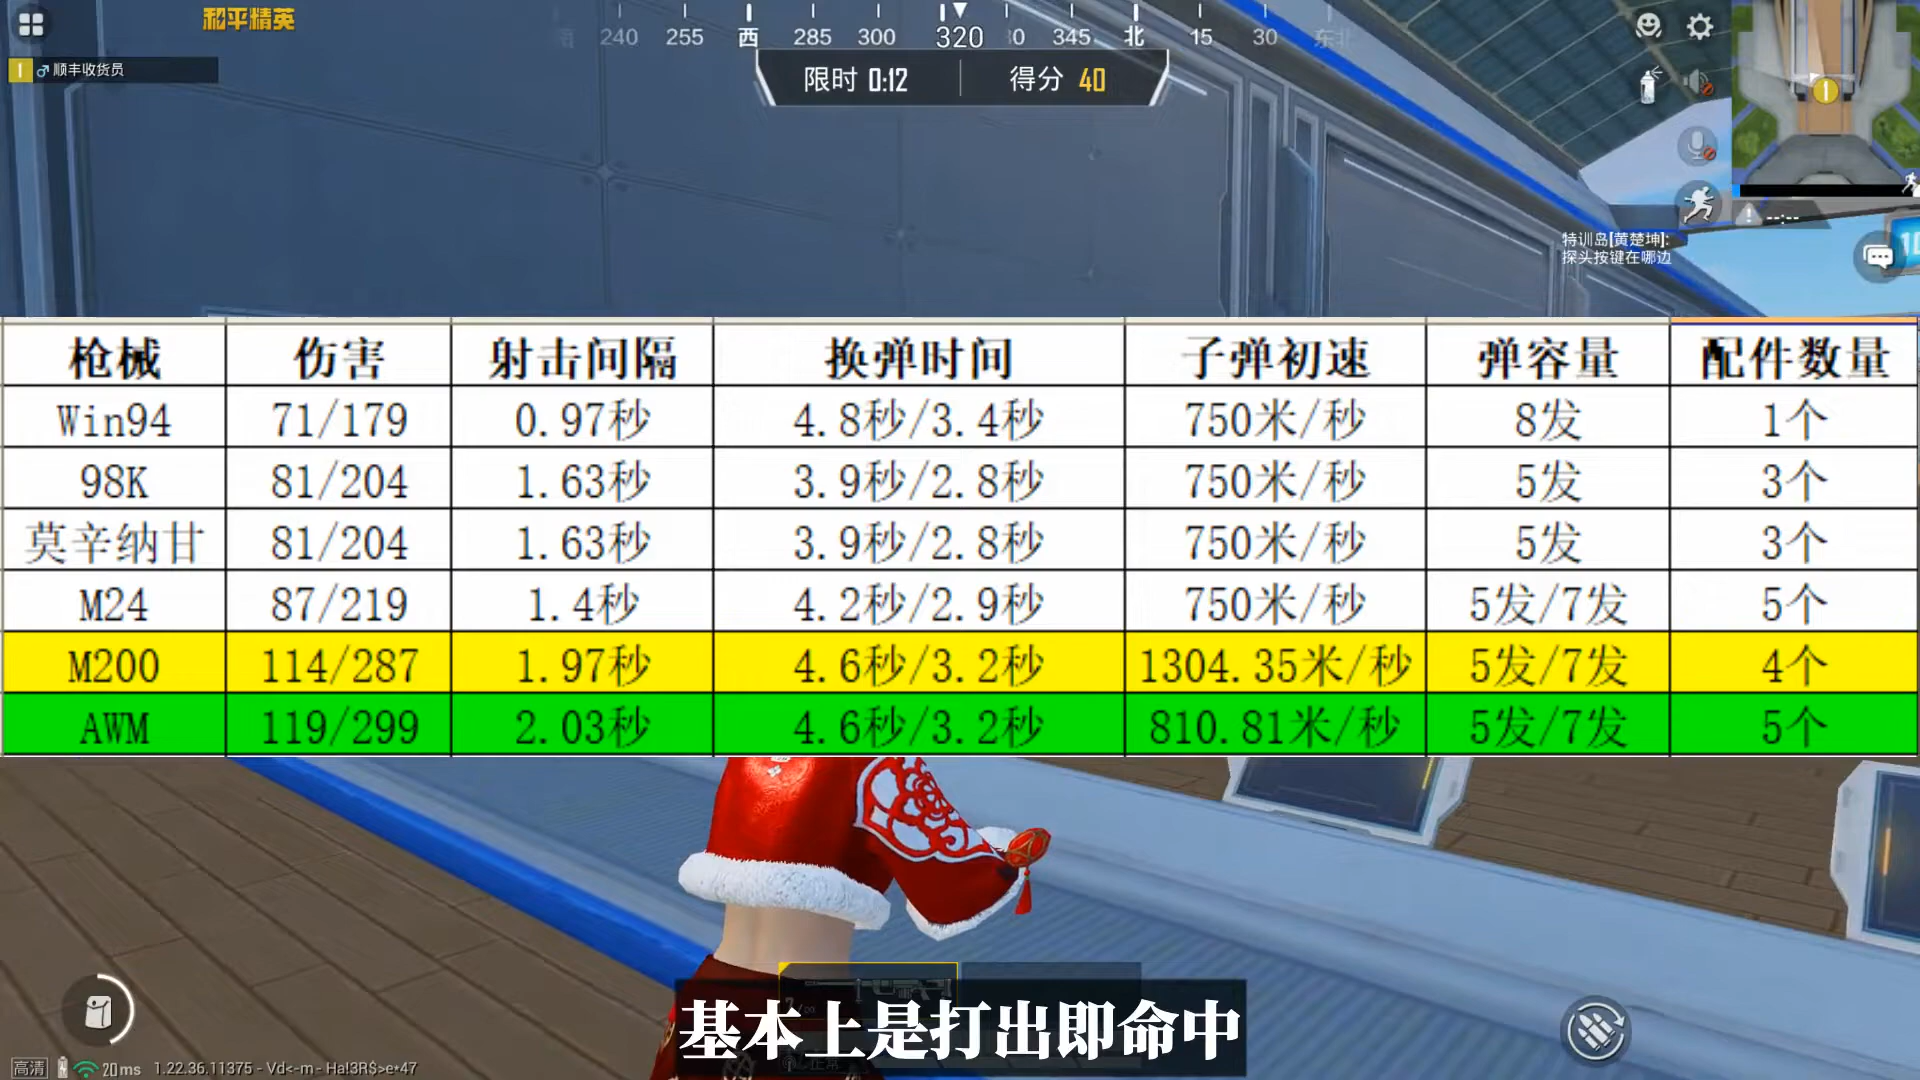 和平精英
240 255 西 285 300 320 345 北 15 30 东北
1 顺丰收货员
限时 0:12 得分 40
1
特训岛[黄楚坤]:
探头按键在哪边
枪械 伤害 射击间隔 换弹时间 子弹初速 弹容量 配件数量
Win94 71/179 0.97秒 4.8秒/3.4秒 750米/秒 8发 1个
98K 81/204 1.63秒 3.9秒/2.8秒 750米/秒 5发 3个
莫辛纳甘 81/204 1.63秒 3.9秒/2.8秒 750米/秒 5发 3个
M24 87/219 1.4秒 4.2秒/2.9秒 750米/秒 5发/7发 5个
M200 114/287 1.97秒 4.6秒/3.2秒 1304.35米/秒 5发/7发 4个
AWM 119/299 2.03秒 4.6秒/3.2秒 810.81米/秒 5发/7发 5个
基本上是打出即命中
高清 20ms 1.22.36.11375 - Vd<-m - Ha!3R$>e*47